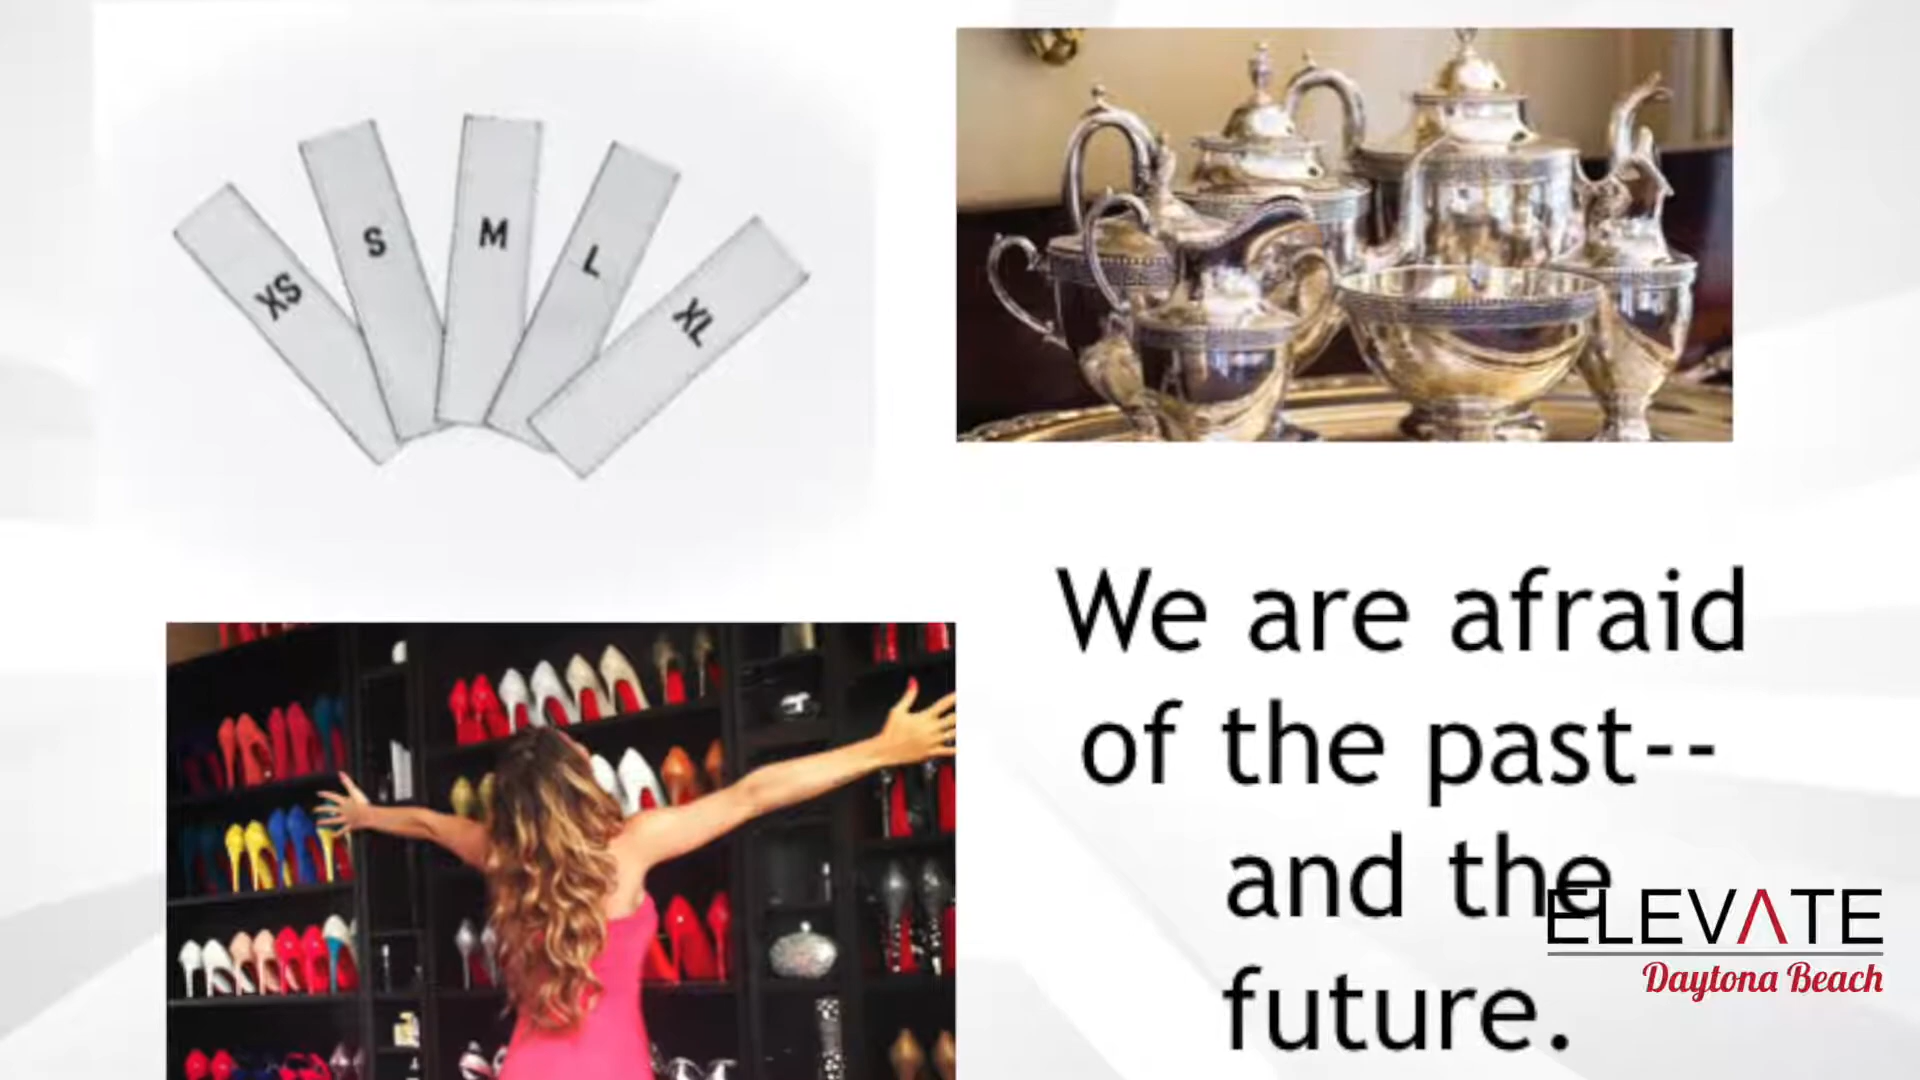 XS
S
M
L
XL
We are afraid
of the past--
and the
future.
ELEVATE
Daytona Beach